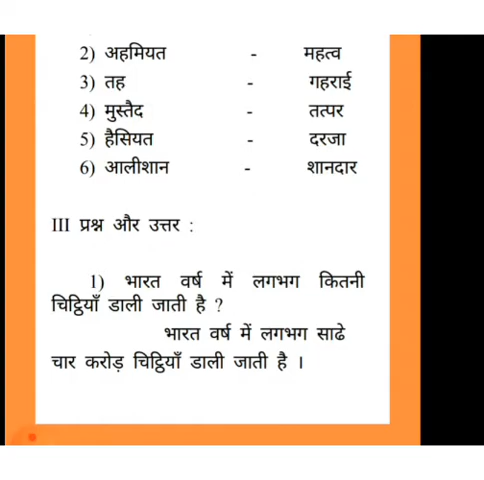 2) अहमियत - महत्व
3) तह - गहराई
4) मुस्तैद - तत्पर
5) हैसियत - दरजा
6) आलीशान - शानदार
III प्रश्न और उत्तर :
1) भारत वर्ष में लगभग कितनी
चिट्ठियाँ डाली जाती है ?
भारत वर्ष में लगभग साढे
चार करोड़ चिट्ठियाँ डाली जाती है ।